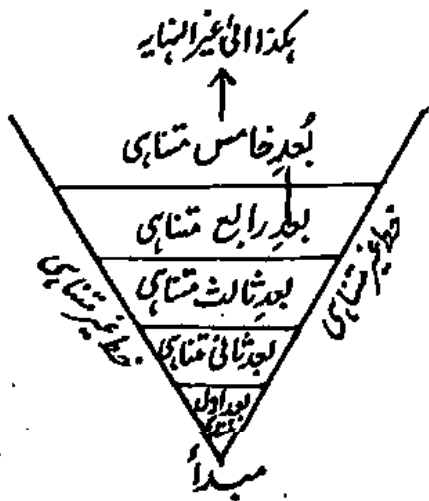 ہکذا الیٰ غیر النہایہ
بُعدِ خامس متناہی
بعدِ رابع متناہی
خط غیر متناہی
خط غیر متناہی
بعدِ ثالث متناہی
بعد ثانی متناہی
بعد اول
مبدأ